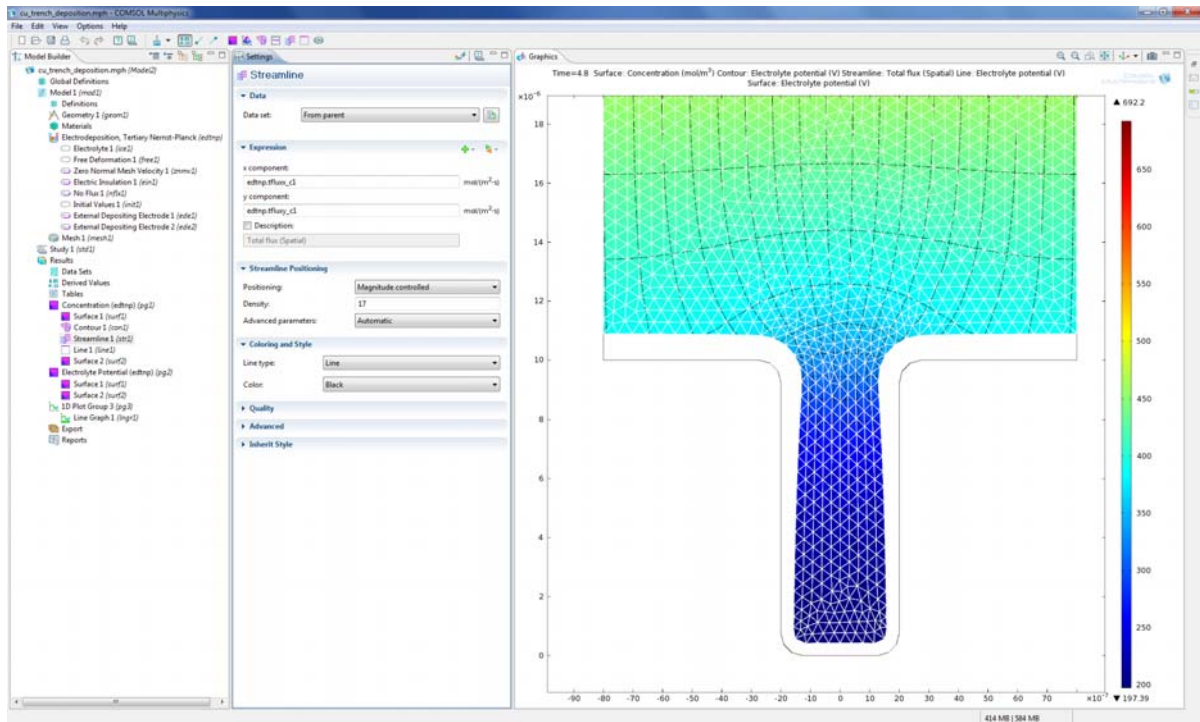 cu_trench_deposition.mph - COMSOL Multiphysics
File Edit View Options Help
Model Builder
cu_trench_deposition.mph (Model2)
Global Definitions
Model 1 (mod1)
Definitions
Geometry 1 (geom1)
Materials
Electrodeposition, Tertiary Nernst-Planck (edtnp)
Electrolyte 1 (ice1)
Free Deformation 1 (free1)
Zero Normal Mesh Velocity 1 (znmv1)
Electric Insulation 1 (ein1)
No Flux 1 (nflx1)
Initial Values 1 (init1)
External Depositing Electrode 1 (ede1)
External Depositing Electrode 2 (ede2)
Mesh 1 (mesh1)
Study 1 (std1)
Results
Data Sets
Derived Values
Tables
Concentration (edtnp) (pg1)
Surface 1 (surf1)
Contour 1 (con1)
Streamline 1 (str1)
Line 1 (line1)
Surface 2 (surf2)
Electrolyte Potential (edtnp) (pg2)
Surface 1 (surf1)
Surface 2 (surf2)
1D Plot Group 3 (pg3)
Line Graph 1 (lngr1)
Export
Reports
Settings
Streamline
Data
Data set: From parent
Expression
x component:
edtnp.tfluxx_c1 mol/(m²·s)
y component:
edtnp.tfluxy_c1 mol/(m²·s)
Description:
Total flux (Spatial)
Streamline Positioning
Positioning: Magnitude controlled
Density: 17
Advanced parameters: Automatic
Coloring and Style
Line type: Line
Color: Black
Quality
Advanced
Inherit Style
Graphics
Time=4.8 Surface: Concentration (mol/m³) Contour: Electrolyte potential (V) Streamline: Total flux (Spatial) Line: Electrolyte potential (V)
Surface: Electrolyte potential (V)
×10⁻⁶
18
16
14
12
10
8
6
4
2
0
-90 -80 -70 -60 -50 -40 -30 -20 -10 0 10 20 30 40 50 60 70 ×10⁻⁷
▲ 692.2
650
600
550
500
450
400
350
300
250
200
▼ 197.39
414 MB | 584 MB